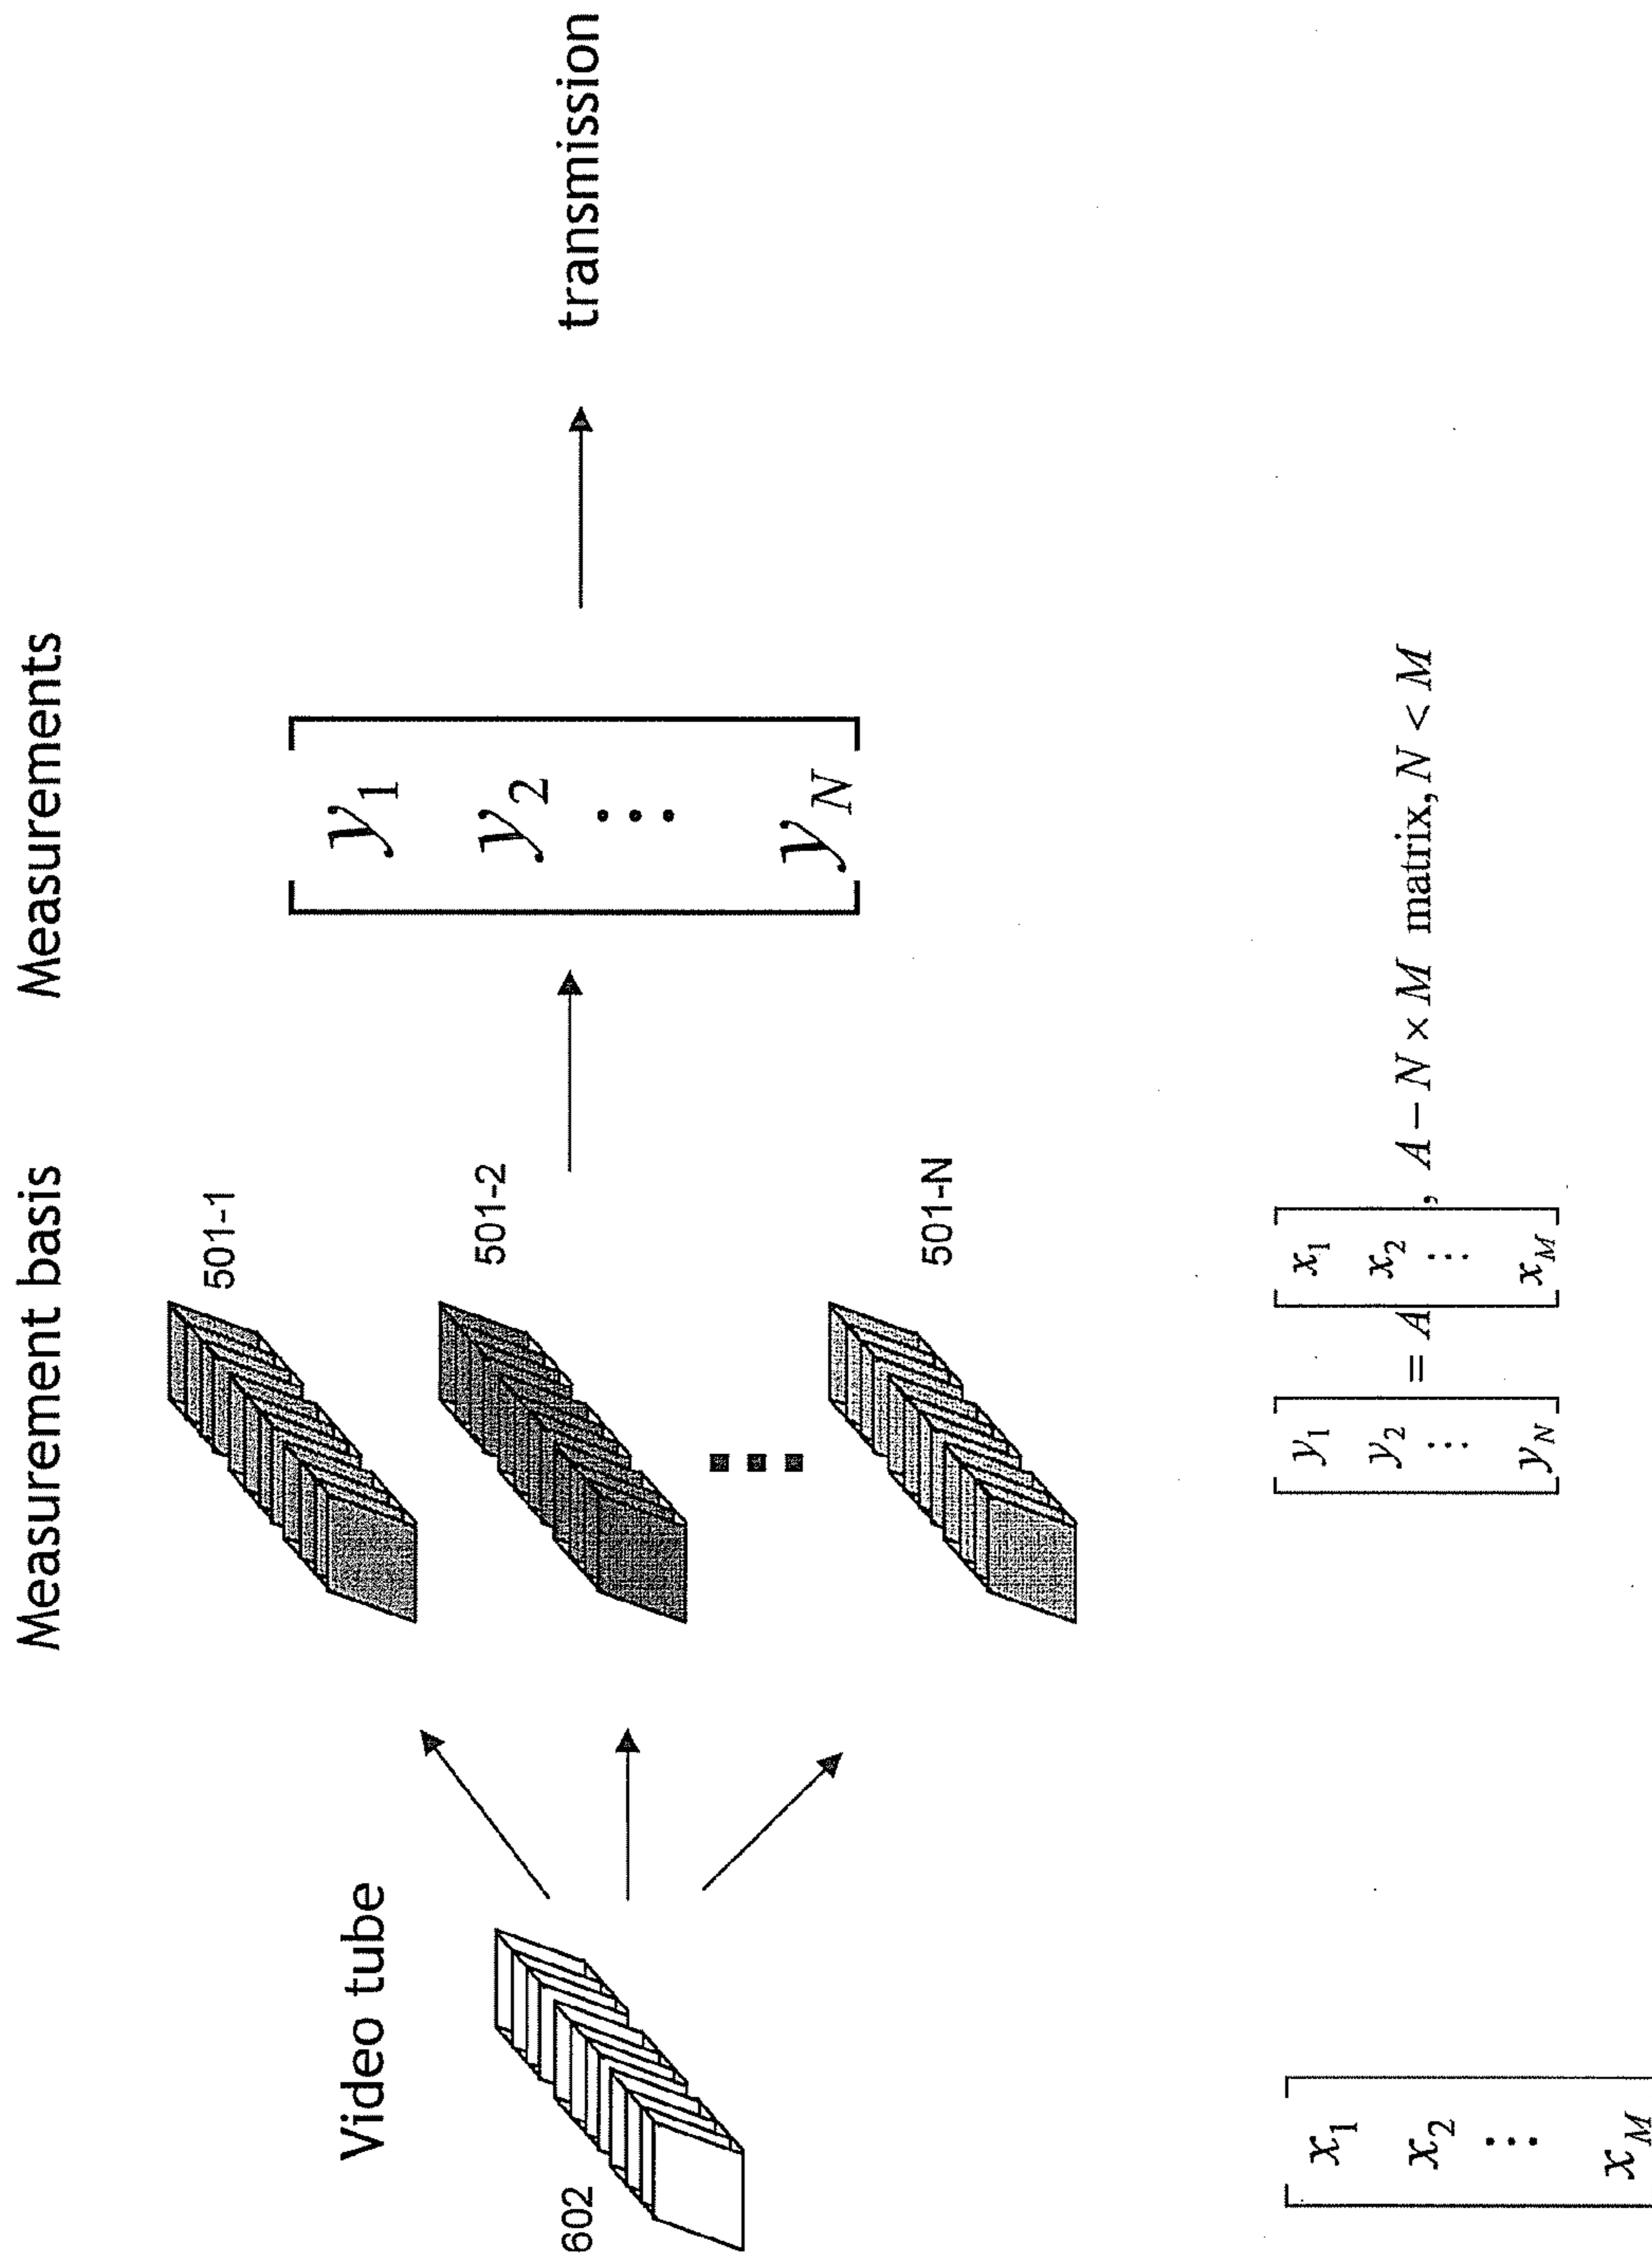 Video tube
602
Measurement basis
501-1
501-2
501-N
Measurements
y1
y2
⋮
yN
transmission
x1
x2
⋮
xM
[y1 y2 ⋮ yN] = A [x1 x2 ⋮ xM], A – N × M matrix, N < M